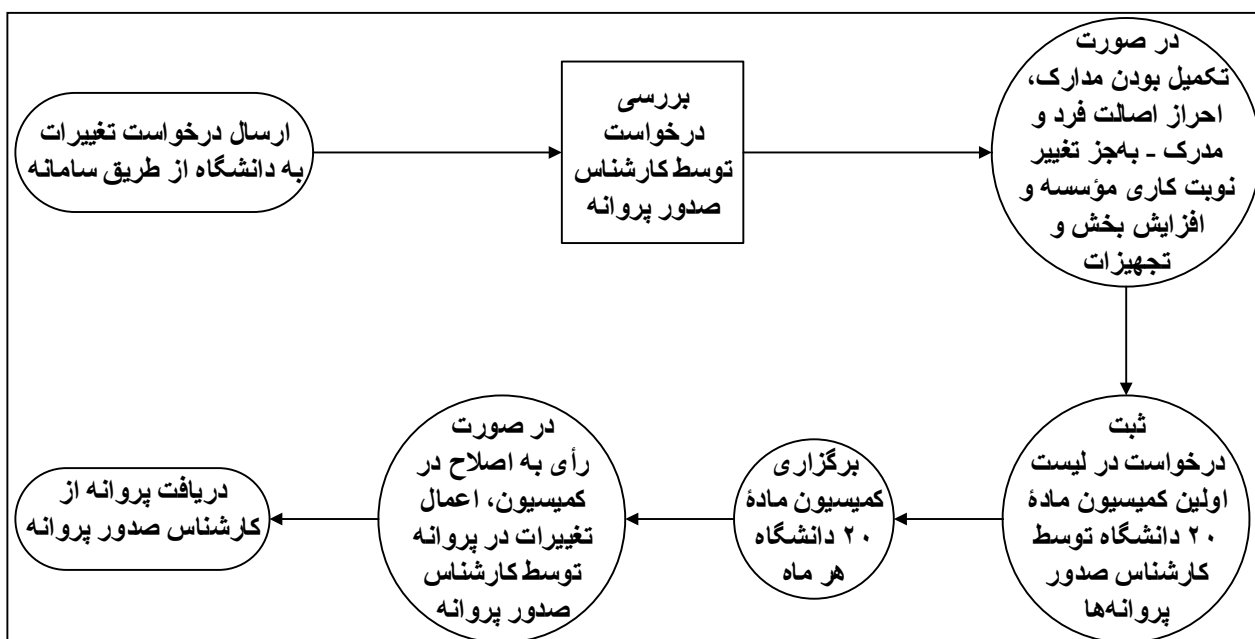 ارسال درخواست تغییرات
به دانشگاه از طریق سامانه
بررسی
درخواست
توسط کارشناس
صدور پروانه
در صورت
تکمیل بودن مدارک،
احراز اصالت فرد و
مدرک - به‌جز تغییر
نوبت کاری مؤسسه و
افزایش بخش و
تجهیزات
ثبت
درخواست در لیست
اولین کمیسیون مادۀ
۲۰ دانشگاه توسط
کارشناس صدور
پروانه‌ها
برگزاری
کمیسیون مادۀ
۲۰ دانشگاه
هر ماه
در صورت
رأی به اصلاح در
کمیسیون، اعمال
تغییرات در پروانه
توسط کارشناس
صدور پروانه
دریافت پروانه از
کارشناس صدور پروانه